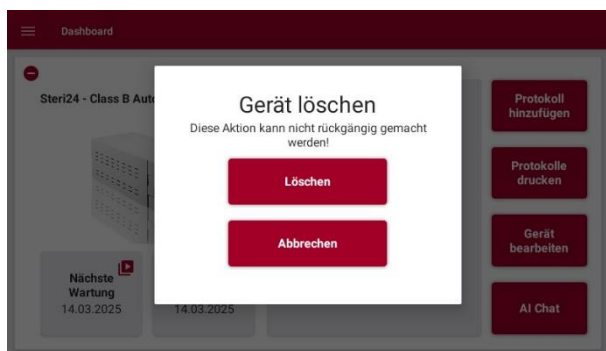 Dashboard
Steri24 - Class B Aut
Gerät löschen
Diese Aktion kann nicht rückgängig gemacht
werden!
Löschen
Abbrechen
Protokoll
hinzufügen
Protokolle
drucken
Gerät
bearbeiten
AI Chat
Nächste
Wartung
14.03.2025
14.03.2025